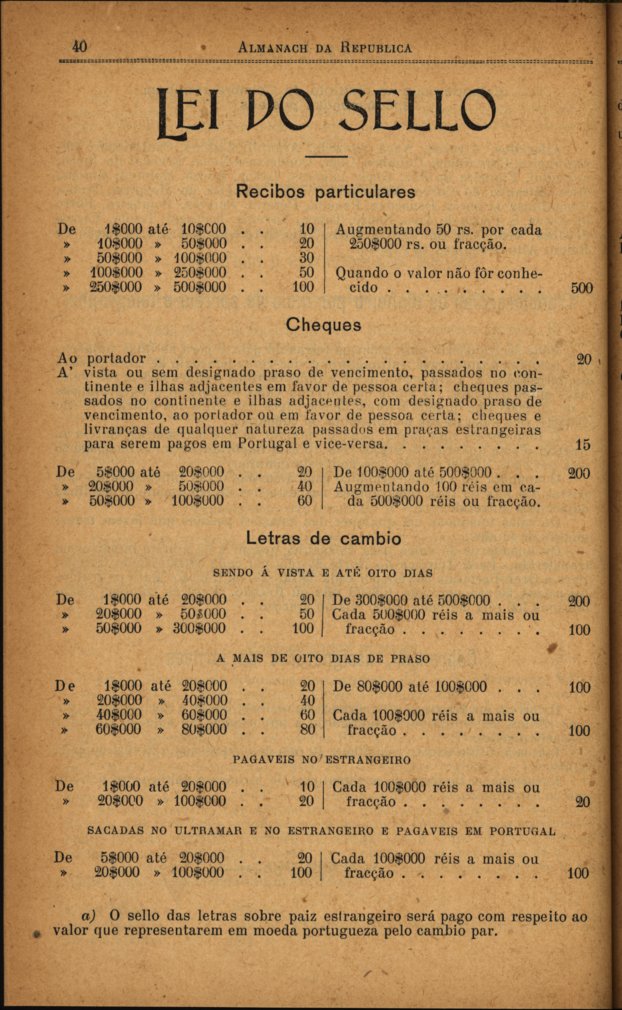 40
ALMANACH DA REPUBLICA
LEI DO SELLO
Recibos particulares
De 1$000 até 10$000 . . 10
» 10$000 » 50$000 . . 20
» 50$000 » 100$000 . . 30
» 100$000 » 250$000 . . 50
» 250$000 » 500$000 . . 100
Augmentando 50 rs. por cada
250$000 rs. ou fracção.
Quando o valor não fôr conhe-
cido . . . . . . . . . 500
Cheques
Ao portador . . . . . . . . . . . . . . . . . . . . 20
A' vista ou sem designado praso de vencimento, passados no con-
tinente e ilhas adjacentes em favor de pessoa certa; cheques pas-
sados no continente e ilhas adjacentes, com designado praso de
vencimento, ao portador ou em favor de pessoa certa; cheques e
livranças de qualquer natureza passados em praças estrangeiras
para serem pagos em Portugal e vice-versa. . . . . . . . . 15
De 5$000 até 20$000 . . 20
» 20$000 » 50$000 . . 40
» 50$000 » 100$000 . . 60
De 100$000 até 500$000 . . . 200
Augmentando 100 réis em ca-
da 500$000 réis ou fracção.
Letras de cambio
SENDO Á VISTA E ATÉ OITO DIAS
De 1$000 até 20$000 . . 20
» 20$000 » 50$000 . . 50
» 50$000 » 300$000 . . 100
De 300$000 até 500$000 . . . 200
Cada 500$000 réis a mais ou
fracção . . . . . . . . 100
A MAIS DE OITO DIAS DE PRASO
De 1$000 até 20$000 . . 20
» 20$000 » 40$000 . . 40
» 40$000 » 60$000 . . 60
» 60$000 » 80$000 . . 80
De 80$000 até 100$000 . . . 100
Cada 100$000 réis a mais ou
fracção . . . . . . . . 100
PAGAVEIS NO ESTRANGEIRO
De 1$000 até 20$000 . . 10
» 20$000 » 100$000 . . 20
Cada 100$000 réis a mais ou
fracção . . . . . . . . 20
SACADAS NO ULTRAMAR E NO ESTRANGEIRO E PAGAVEIS EM PORTUGAL
De 5$000 até 20$000 . . 20
» 20$000 » 100$000 . . 100
Cada 100$000 réis a mais ou
fracção . . . . . . . . 100
a) O sello das letras sobre paiz estrangeiro será pago com respeito ao
valor que representarem em moeda portugueza pelo cambio par.